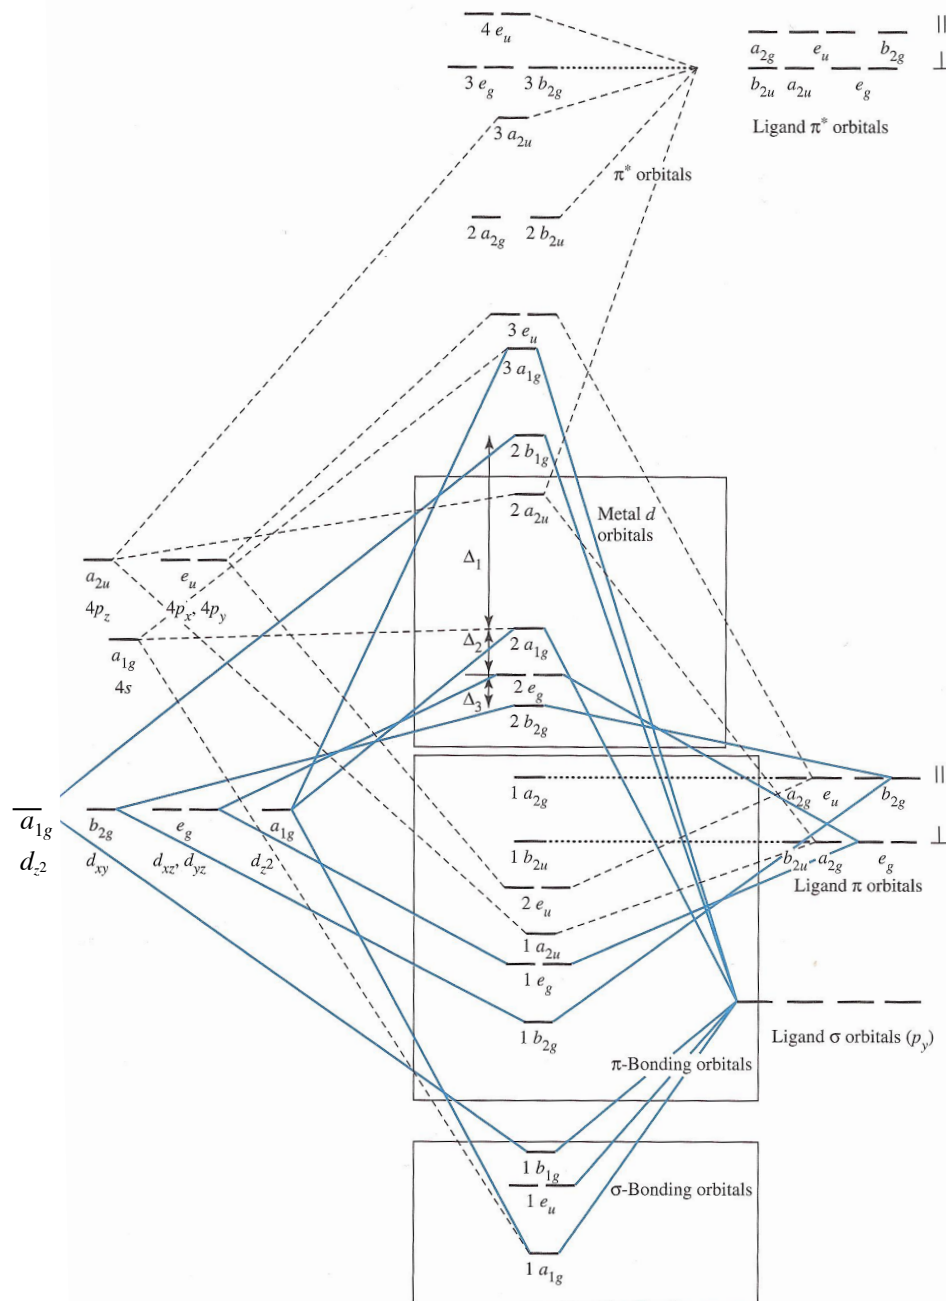 4 e_u
||
a_2g e_u b_2g
⊥
3 e_g 3 b_2g
b_2u a_2u e_g
3 a_2u
Ligand π* orbitals
π* orbitals
2 a_2g 2 b_2u
3 e_u
3 a_1g
2 b_1g
2 a_2u
Metal d
orbitals
Δ_1
a_2u e_u
4p_z 4p_x, 4p_y
2 a_1g
Δ_2
a_1g
4s
2 e_g
Δ_3
2 b_2g
||
1 a_2g
a_2g e_u b_2g
a_1g b_2g e_g a_1g
⊥
1 b_2u
b_2u a_2g e_g
d_z2 d_xy d_xz, d_yz d_z2
Ligand π orbitals
2 e_u
1 a_2u
1 e_g
1 b_2g
Ligand σ orbitals (p_y)
π-Bonding orbitals
1 b_1g
1 e_u
σ-Bonding orbitals
1 a_1g